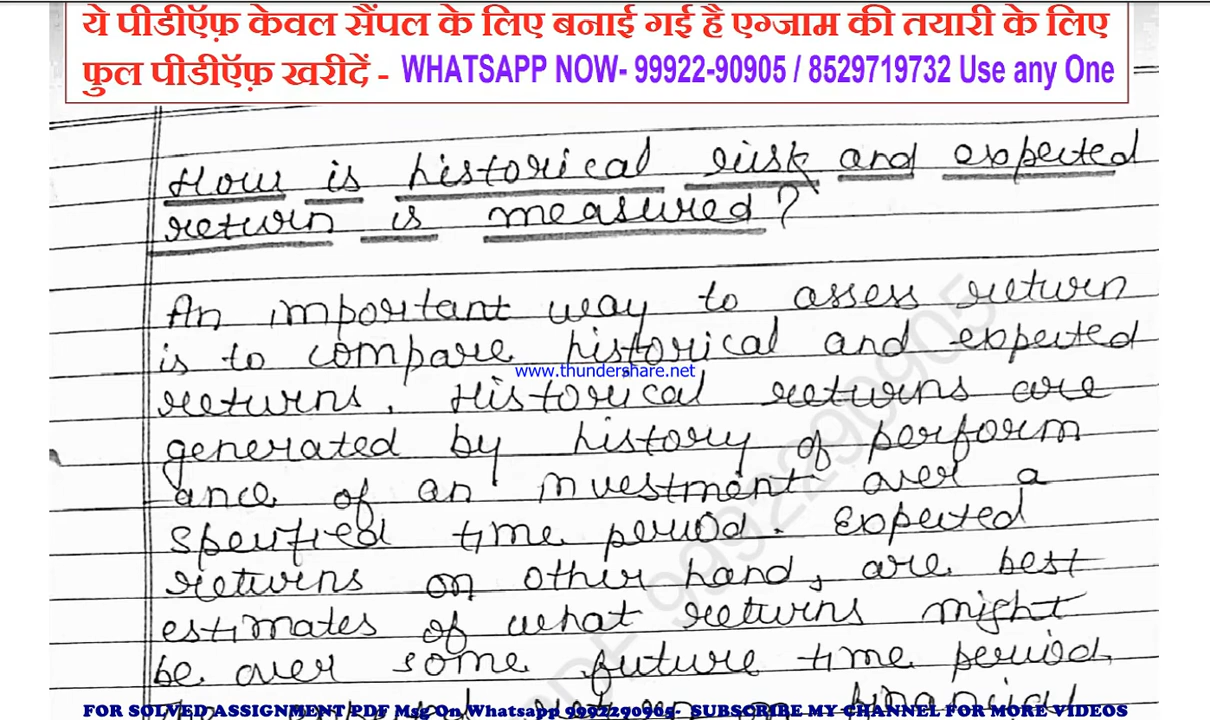 ये पीडीऍफ़ केवल सैंपल के लिए बनाई गई है एग्जाम की तयारी के लिए
फुल पीडीऍफ़ खरीदें - WHATSAPP NOW- 99922-90905 / 8529719732 Use any One
How is historical risk and expected
return is measured?
An important way to assess return
is to compare historical and expected
www.thundershare.net
returns. Historical returns are
generated by history of perform
ance of an investment over a
specified time period. Expected
returns on other hand, are best
estimates of what returns might
be over some future time period.
financial
FOR SOLVED ASSIGNMENT PDF Msg On Whatsapp 9992290905- SUBSCRIBE MY CHANNEL FOR MORE VIDEOS